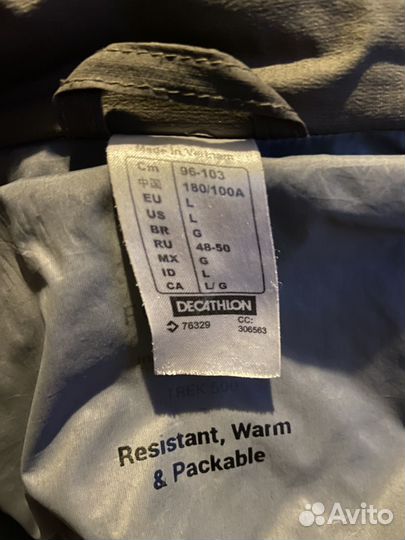 Made in Vietnam
Cm 96-103
中国 180/100A
EU L
US L
BR G
RU 48-50
MX G
ID L
CA L/G
DECATHLON
76329 CC: 306563
TREK 500
Resistant, Warm
& Packable
Avito